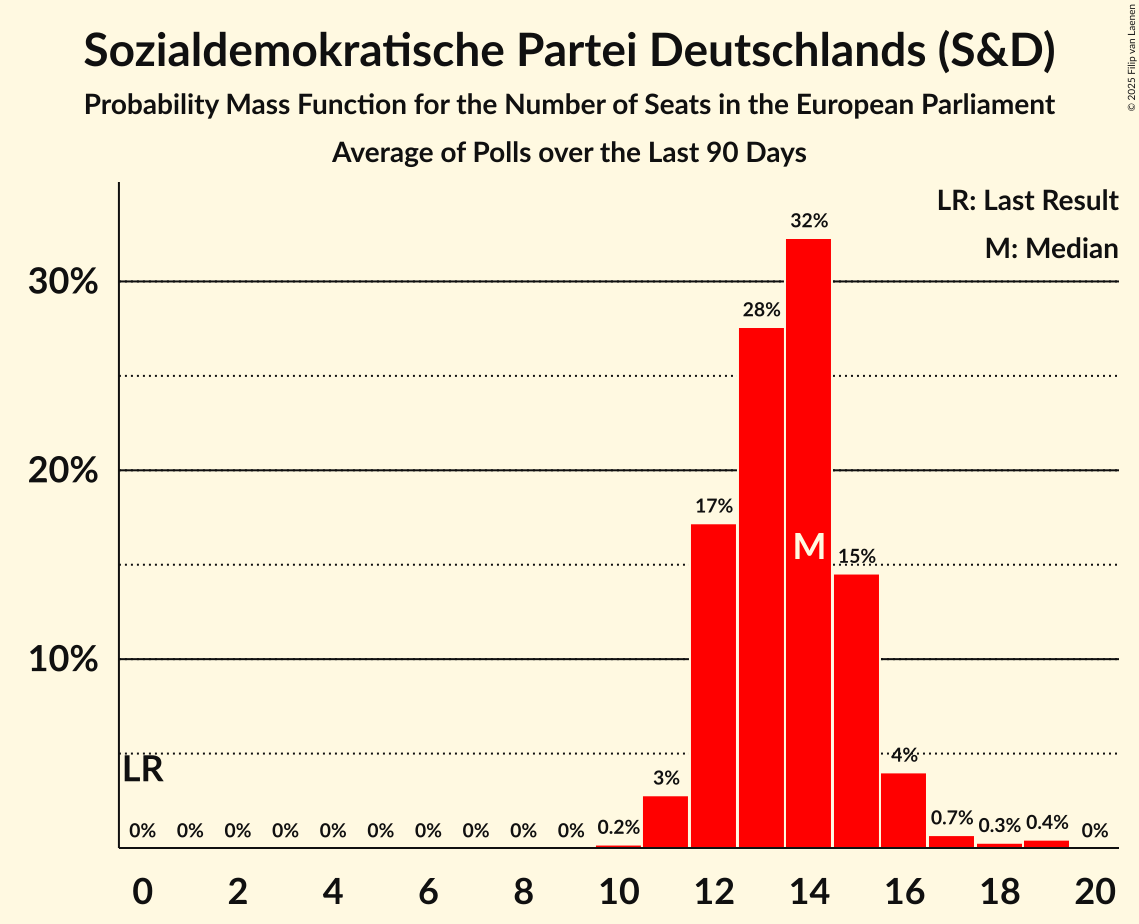 Sozialdemokratische Partei Deutschlands (S&D)
Probability Mass Function for the Number of Seats in the European Parliament
Average of Polls over the Last 90 Days
© 2025 Filip van Laenen
LR: Last Result
M: Median
30%
20%
10%
32%
28%
17%
M
15%
LR
4%
3%
0% 0% 0% 0% 0% 0% 0% 0% 0% 0% 0.2% 0.7% 0.3% 0.4% 0%
0 2 4 6 8 10 12 14 16 18 20